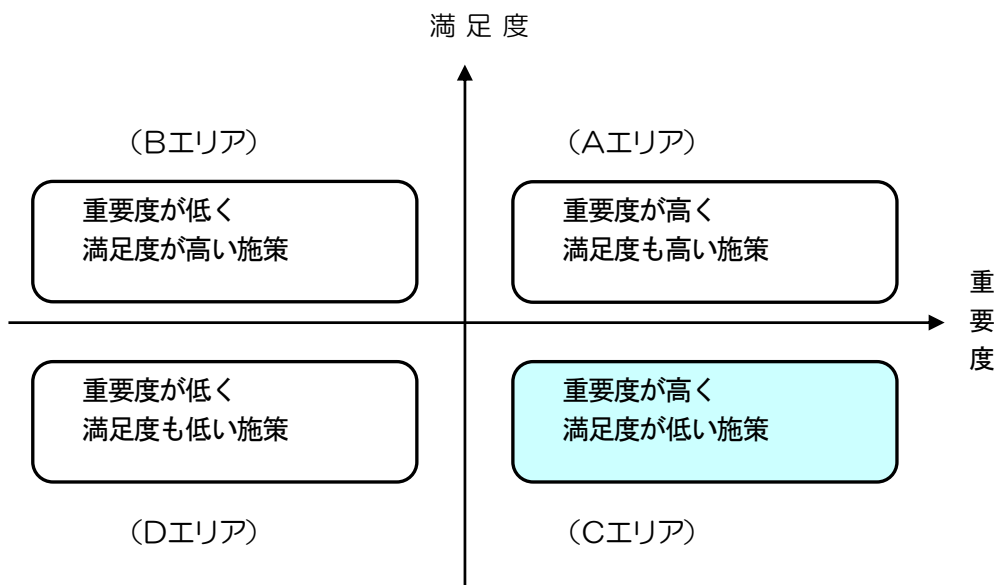 満足度
（Bエリア）
（Aエリア）
重要度が低く
満足度が高い施策
重要度が高く
満足度も高い施策
重要度
重要度が低く
満足度も低い施策
重要度が高く
満足度が低い施策
（Dエリア）
（Cエリア）